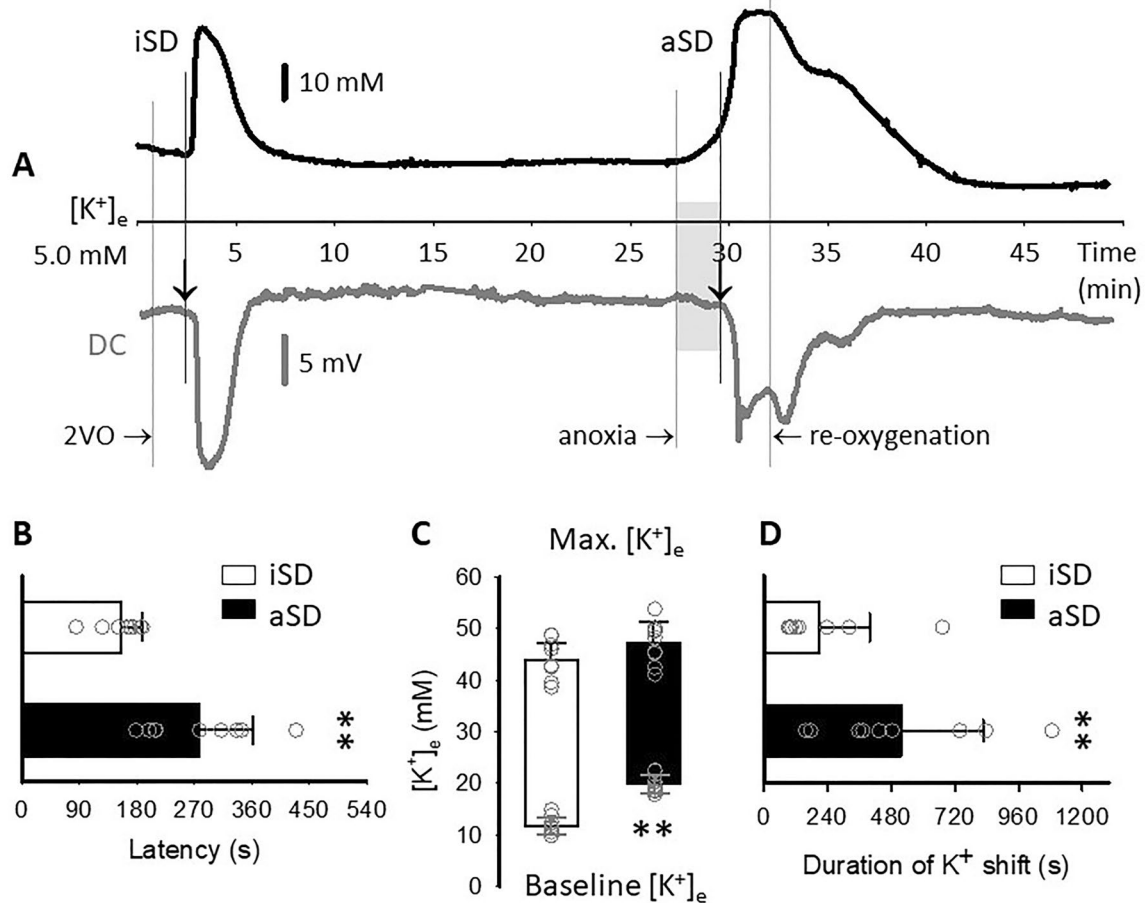 iSD
aSD
10 mM
A
[K⁺]ₑ
5.0 mM
5 10 15 20 25 30 35 40 45 Time
(min)
DC
5 mV
2VO →
anoxia →
← re-oxygenation
B
iSD
aSD
**
0 90 180 270 360 450 540
Latency (s)
C
Max. [K⁺]ₑ
60
50
40
30
20
10
0
[K⁺]ₑ (mM)
**
Baseline [K⁺]ₑ
D
iSD
aSD
**
0 240 480 720 960 1200
Duration of K⁺ shift (s)